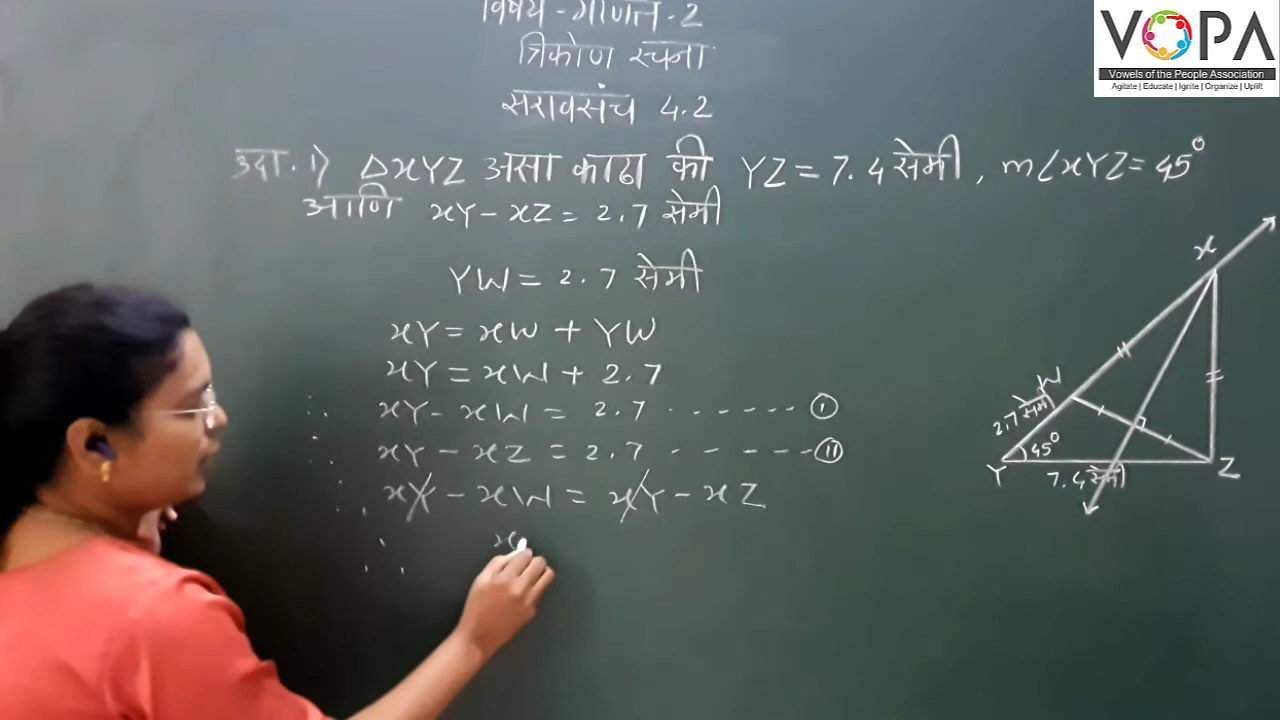 विषय - गणित - 2
त्रिकोण रचना
सरावसंच 4.2
उदा. 1) △XYZ असा काढा की YZ = 7.4 सेमी, m∠XYZ = 45°
आणि XY - XZ = 2.7 सेमी
YW = 2.7 सेमी
XY = XW + YW
XY = XW + 2.7
∴ XY - XW = 2.7 ------ (I)
∴ XY - XZ = 2.7 ------ (II)
∴ XY - XW = XY - XZ
∴ X
X
W
2.7 सेमी
45°
Y
7.4 सेमी
Z
VOPA
Vowels of the People Association
Agitate | Educate | Ignite | Organize | Uplift